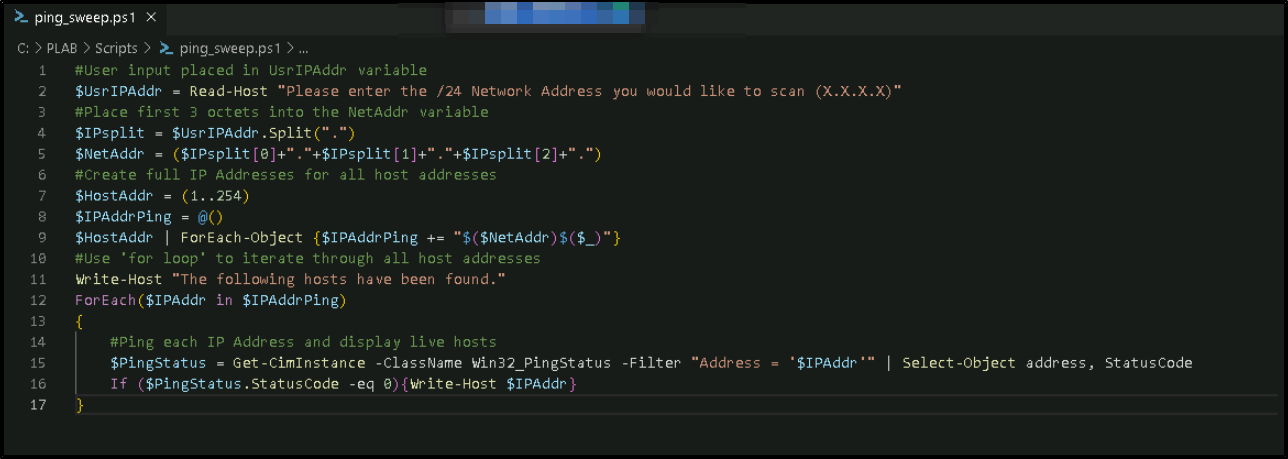 ping_sweep.ps1 ×
C: > PLAB > Scripts > ping_sweep.ps1 > ...
1 #User input placed in UsrIPAddr variable
2 $UsrIPAddr = Read-Host "Please enter the /24 Network Address you would like to scan (X.X.X.X)"
3 #Place first 3 octets into the NetAddr variable
4 $IPsplit = $UsrIPAddr.Split(".")
5 $NetAddr = ($IPsplit[0]+"."+$IPsplit[1]+"."+$IPsplit[2]+".")
6 #Create full IP Addresses for all host addresses
7 $HostAddr = (1..254)
8 $IPAddrPing = @()
9 $HostAddr | ForEach-Object {$IPAddrPing += "$($NetAddr)$($_)"}
10 #Use 'for loop' to iterate through all host addresses
11 Write-Host "The following hosts have been found."
12 ForEach($IPAddr in $IPAddrPing)
13 {
14 #Ping each IP Address and display live hosts
15 $PingStatus = Get-CimInstance -ClassName Win32_PingStatus -Filter "Address = '$IPAddr'" | Select-Object address, StatusCode
16 If ($PingStatus.StatusCode -eq 0){Write-Host $IPAddr}
17 }